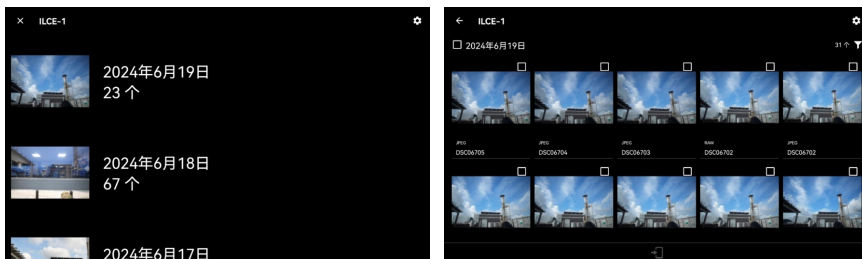 × ILCE-1
2024年6月19日
23 个
2024年6月18日
67 个
2024年6月17日
ILCE-1
2024年6月19日
31 个
JPEG
DSC06705
JPEG
DSC06704
JPEG
DSC06703
RAW
DSC06702
JPEG
DSC06702